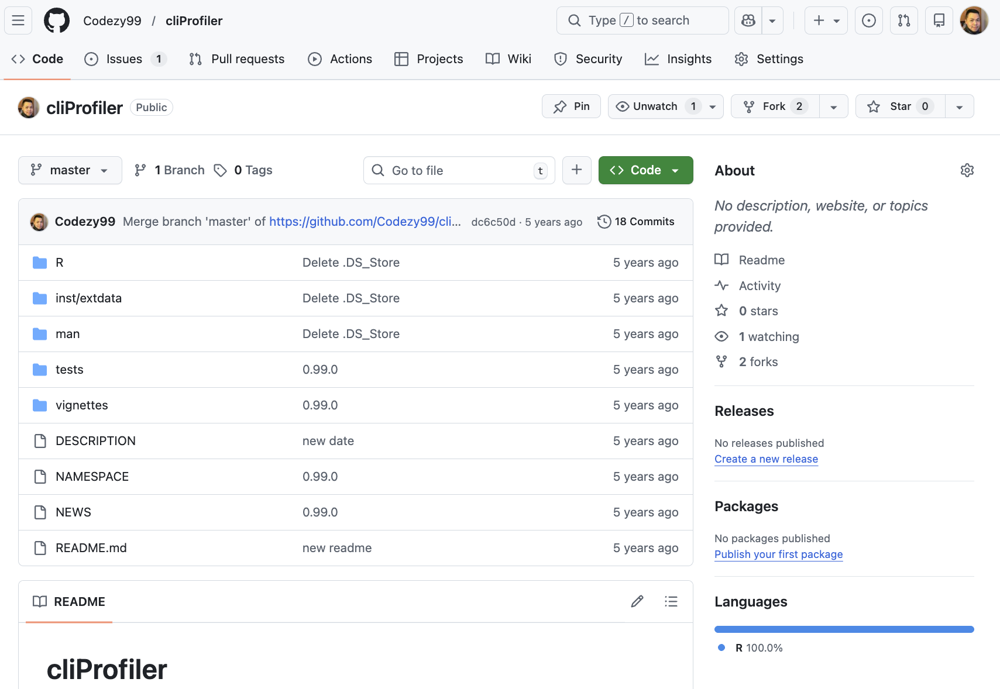 Codezy99 / cliProfiler
Type / to search
Code
Issues 1
Pull requests
Actions
Projects
Wiki
Security
Insights
Settings
cliProfiler Public
Pin
Unwatch 1
Fork 2
Star 0
master
1 Branch
0 Tags
Go to file t
Code
Codezy99 Merge branch 'master' of https://github.com/Codezy99/cli... dc6c50d · 5 years ago 18 Commits
R Delete .DS_Store 5 years ago
inst/extdata Delete .DS_Store 5 years ago
man Delete .DS_Store 5 years ago
tests 0.99.0 5 years ago
vignettes 0.99.0 5 years ago
DESCRIPTION new date 5 years ago
NAMESPACE 0.99.0 5 years ago
NEWS 0.99.0 5 years ago
README.md new readme 5 years ago
README
cliProfiler
About
No description, website, or topics
provided.
Readme
Activity
0 stars
1 watching
2 forks
Releases
No releases published
Create a new release
Packages
No packages published
Publish your first package
Languages
R 100.0%